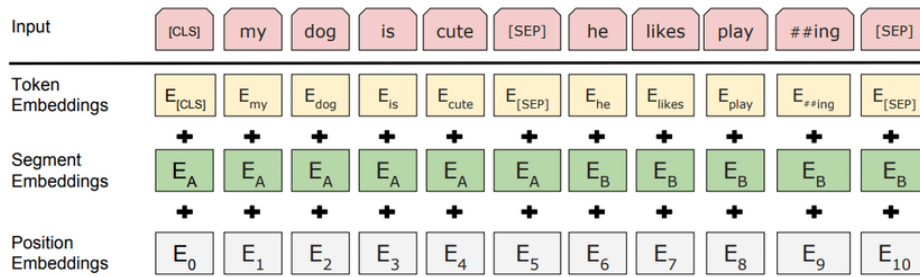 Input [CLS] my dog is cute [SEP] he likes play ##ing [SEP]
Token Embeddings E[CLS] Emy Edog Eis Ecute E[SEP] Ehe Elikes Eplay E##ing E[SEP]
+ + + + + + + + + + +
Segment Embeddings EA EA EA EA EA EA EB EB EB EB EB
+ + + + + + + + + + +
Position Embeddings E0 E1 E2 E3 E4 E5 E6 E7 E8 E9 E10